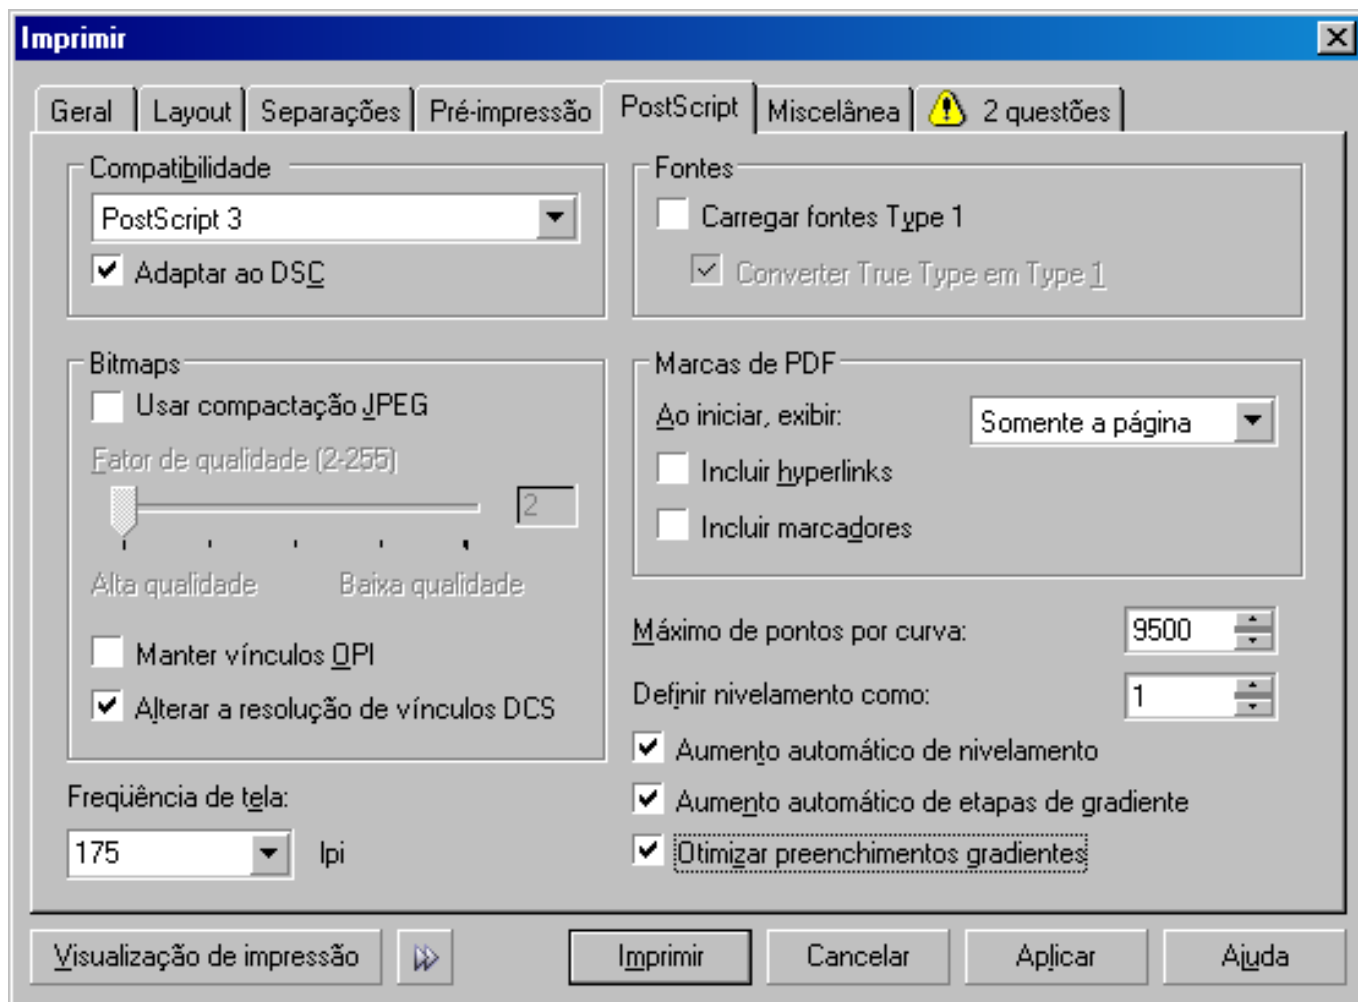 Imprimir
Geral Layout Separações Pré-impressão PostScript Miscelânea 2 questões
Compatibilidade
PostScript 3
Adaptar ao DSC
Fontes
Carregar fontes Type 1
Converter True Type em Type 1
Bitmaps
Usar compactação JPEG
Fator de qualidade (2-255)
2
Alta qualidade Baixa qualidade
Manter vínculos OPI
Alterar a resolução de vínculos DCS
Marcas de PDF
Ao iniciar, exibir: Somente a página
Incluir hyperlinks
Incluir marcadores
Máximo de pontos por curva: 9500
Definir nivelamento como: 1
Aumento automático de nivelamento
Aumento automático de etapas de gradiente
Otimizar preenchimentos gradientes
Freqüência de tela:
175 lpi
Visualização de impressão Imprimir Cancelar Aplicar Ajuda